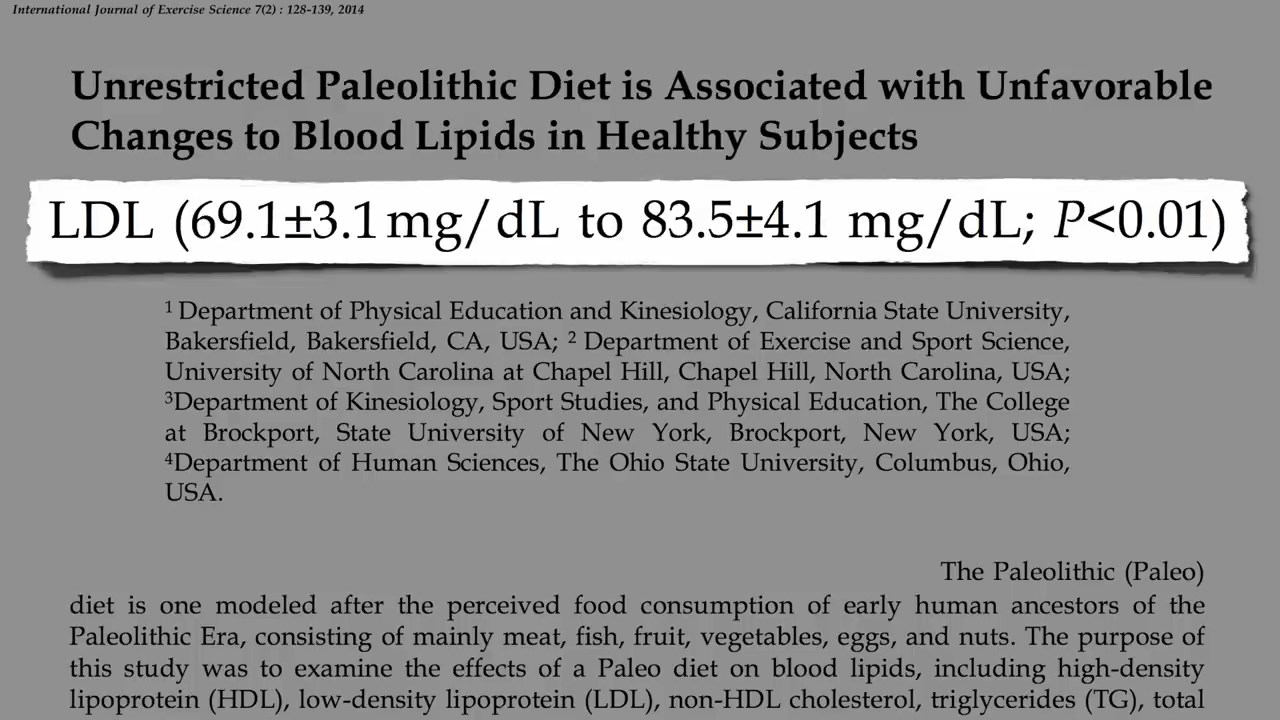 International Journal of Exercise Science 7(2) : 128-139, 2014
Unrestricted Paleolithic Diet is Associated with Unfavorable
Changes to Blood Lipids in Healthy Subjects
LDL (69.1±3.1 mg/dL to 83.5±4.1 mg/dL; P<0.01)
¹ Department of Physical Education and Kinesiology, California State University,
Bakersfield, Bakersfield, CA, USA; ² Department of Exercise and Sport Science,
University of North Carolina at Chapel Hill, Chapel Hill, North Carolina, USA;
³Department of Kinesiology, Sport Studies, and Physical Education, The College
at Brockport, State University of New York, Brockport, New York, USA;
⁴Department of Human Sciences, The Ohio State University, Columbus, Ohio,
USA.
The Paleolithic (Paleo)
diet is one modeled after the perceived food consumption of early human ancestors of the
Paleolithic Era, consisting of mainly meat, fish, fruit, vegetables, eggs, and nuts. The purpose of
this study was to examine the effects of a Paleo diet on blood lipids, including high-density
lipoprotein (HDL), low-density lipoprotein (LDL), non-HDL cholesterol, triglycerides (TG), total